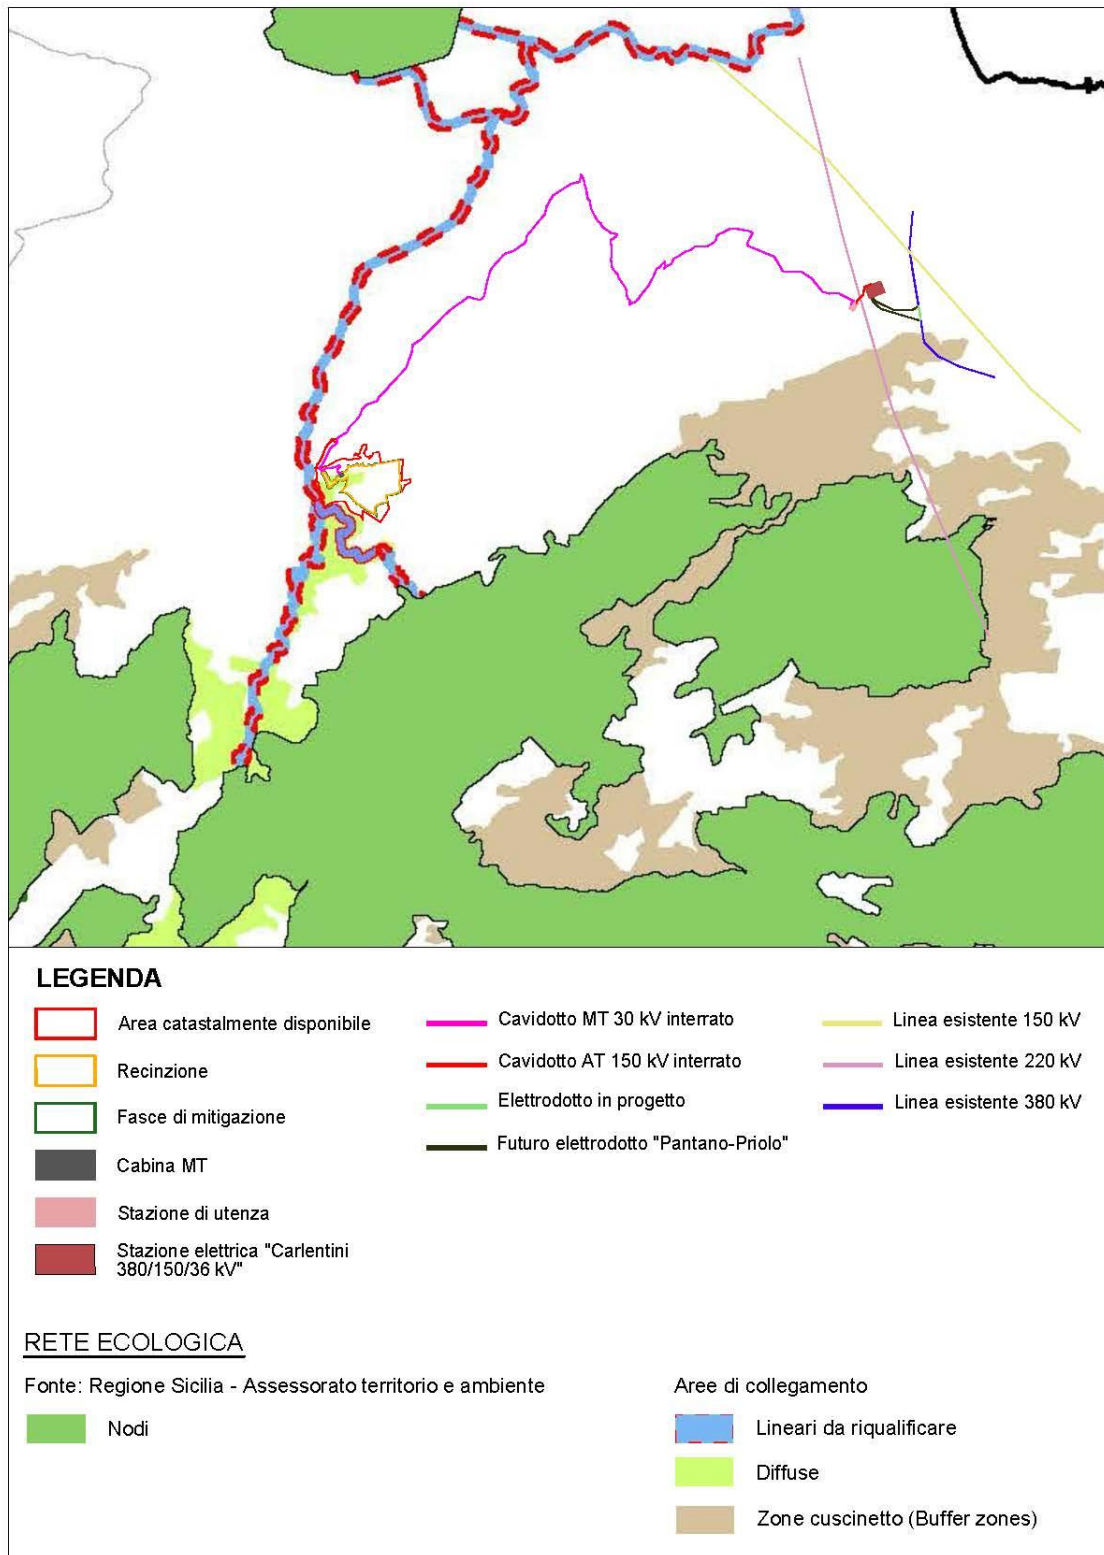 LEGENDA
Area catastalmente disponibile
Recinzione
Fasce di mitigazione
Cabina MT
Stazione di utenza
Stazione elettrica "Carlentini
380/150/36 kV"
Cavidotto MT 30 kV interrato
Cavidotto AT 150 kV interrato
Elettrodotto in progetto
Futuro elettrodotto "Pantano-Priolo"
Linea esistente 150 kV
Linea esistente 220 kV
Linea esistente 380 kV
RETE ECOLOGICA
Fonte: Regione Sicilia - Assessorato territorio e ambiente
Nodi
Aree di collegamento
Lineari da riqualificare
Diffuse
Zone cuscinetto (Buffer zones)